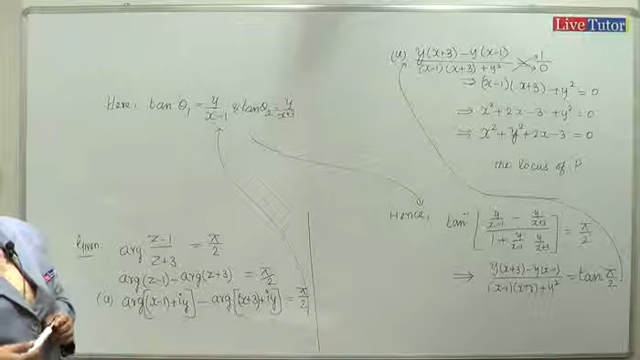 Live Tutor
Here, tan θ₁ = y/(x-1) & tan θ₂ = y/(x+3)
Given: arg (z-1)/(z+3) = π/2
arg(z-1) - arg(z+3) = π/2
(a) arg[(x-1)+iy] - arg[(x+3)+iy] = π/2
Hence, tan⁻¹ [ (y/(x-1) - y/(x+3)) / (1 + y/(x-1) y/(x+3)) ] = π/2
⇒ (y(x+3) - y(x-1)) / ((x-1)(x+3) + y²) = tan π/2
(y(x+3) - y(x-1)) / ((x-1)(x+3) + y²) 1/0
⇒ (x-1)(x+3) + y² = 0
⇒ x² + 2x - 3 + y² = 0
⇒ x² + y² + 2x - 3 = 0
the locus of P